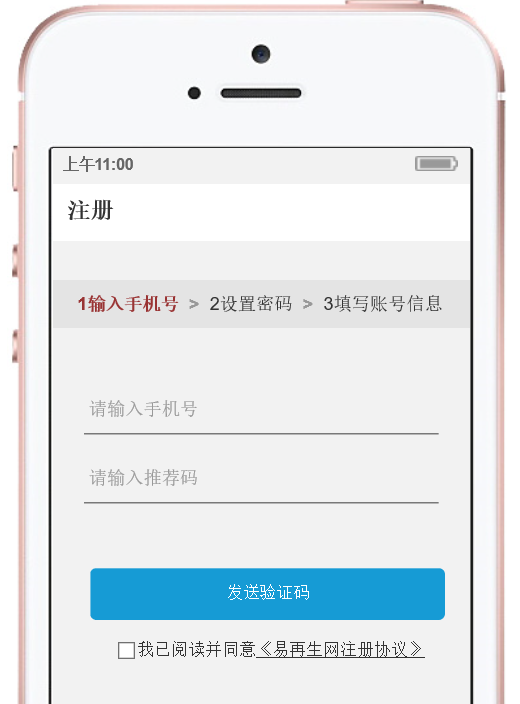 上午11:00
注册
1输入手机号 > 2设置密码 > 3填写账号信息
请输入手机号
请输入推荐码
发送验证码
我已阅读并同意《易再生网注册协议》